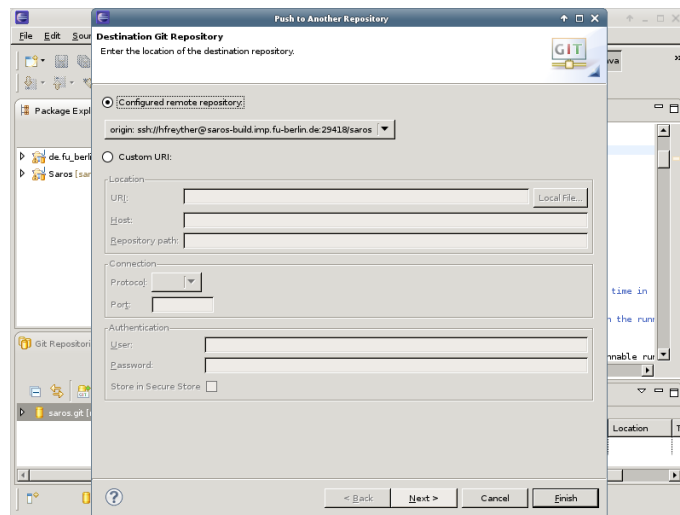 Push to Another Repository
File Edit Sour
Destination Git Repository
Enter the location of the destination repository.
GIT
Package Expl
Configured remote repository:
origin: ssh://hfreyther@saros-build.imp.fu-berlin.de:29418/saros
de.fu_berli
Custom URI:
Saros [sar
Location
URI:
Local File...
Host:
Repository path:
Connection
Protocol:
time in
Port:
n the runn
Authentication
Git Repositori
User:
nnable rur
Password:
Store in Secure Store
saros.git [
Location
T
< Back
Next >
Cancel
Finish